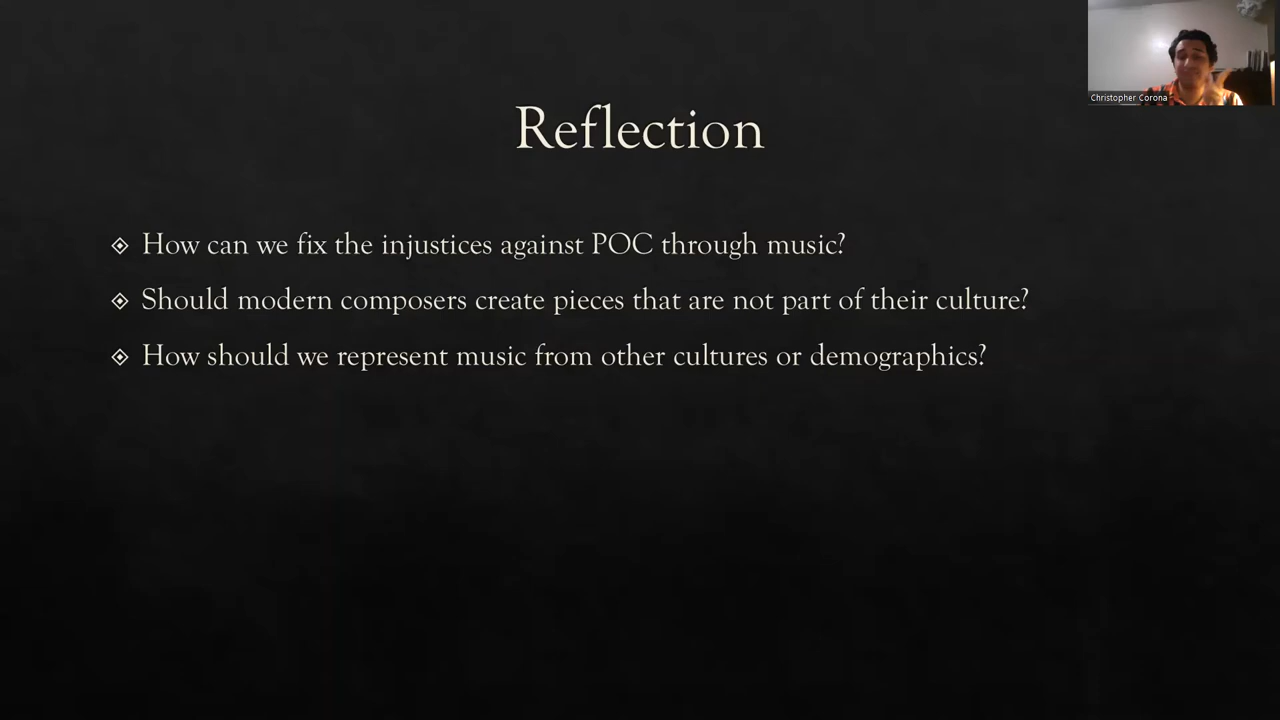 Christopher Corona
Reflection
How can we fix the injustices against POC through music?
Should modern composers create pieces that are not part of their culture?
How should we represent music from other cultures or demographics?